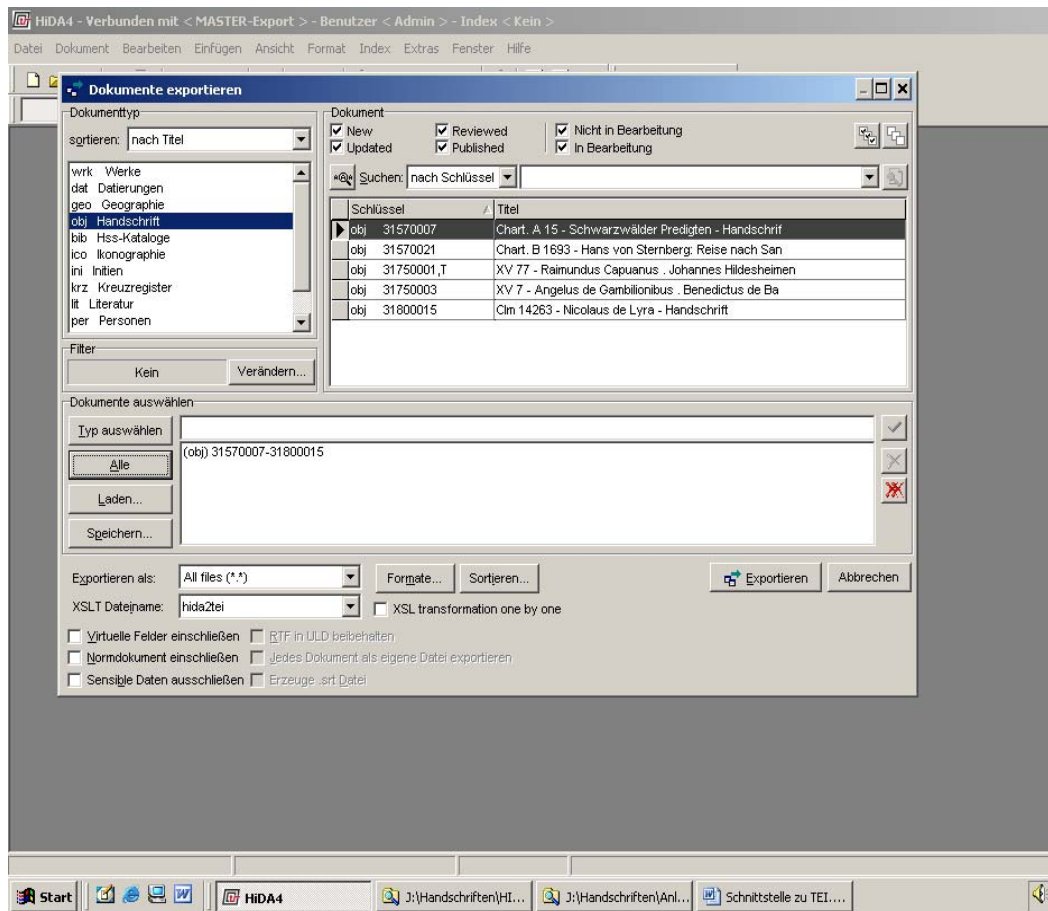 HiDA4 - Verbunden mit < MASTER-Export > - Benutzer < Admin > - Index < Kein >
Datei Dokument Bearbeiten Einfügen Ansicht Format Index Extras Fenster Hilfe
Dokumente exportieren
Dokumenttyp
sortieren: nach Titel
wrk Werke
dat Datierungen
geo Geographie
obj Handschrift
bib Hss-Kataloge
ico Ikonographie
ini Initien
krz Kreuzregister
lit Literatur
per Personen
Filter
Kein Verändern...
Dokument
New Reviewed Nicht in Bearbeitung
Updated Published In Bearbeitung
Suchen: nach Schlüssel
Schlüssel Titel
obj 31570007 Chart. A 15 - Schwarzwälder Predigten - Handschrif
obj 31570021 Chart. B 1693 - Hans von Sternberg: Reise nach San
obj 31750001,T XV 77 - Raimundus Capuanus . Johannes Hildesheimen
obj 31750003 XV 7 - Angelus de Gambilionibus . Benedictus de Ba
obj 31800015 Clm 14263 - Nicolaus de Lyra - Handschrift
Dokumente auswählen
Typ auswählen
Alle
Laden...
Speichern...
(obj) 31570007-31800015
Exportieren als: All files (*.*) Formate... Sortieren... Exportieren Abbrechen
XSLT Dateiname: hida2tei XSL transformation one by one
Virtuelle Felder einschließen RTF in ULD beibehalten
Normdokument einschließen Jedes Dokument als eigene Datei exportieren
Sensible Daten ausschließen Erzeuge .srt Datei
Start HiDA4 J:\Handschriften\HI... J:\Handschriften\Anl... Schnittstelle zu TEI....